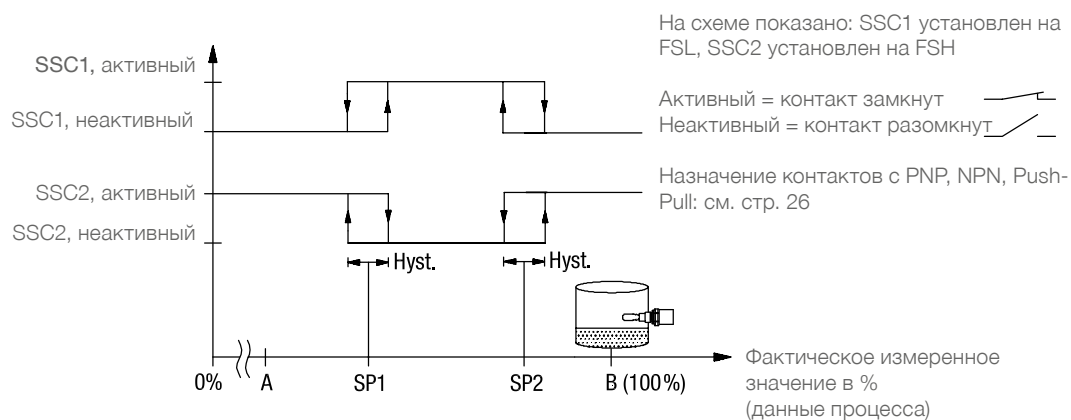 На схеме показано: SSC1 установлен на
FSL, SSC2 установлен на FSH
SSC1, активный
Активный = контакт замкнут
SSC1, неактивный
Неактивный = контакт разомкнут
SSC2, активный
Назначение контактов с PNP, NPN, Push-
Pull: см. стр. 26
SSC2, неактивный
Hyst.
Hyst.
0%
A
SP1
SP2
B (100%)
Фактическое измеренное
значение в %
(данные процесса)